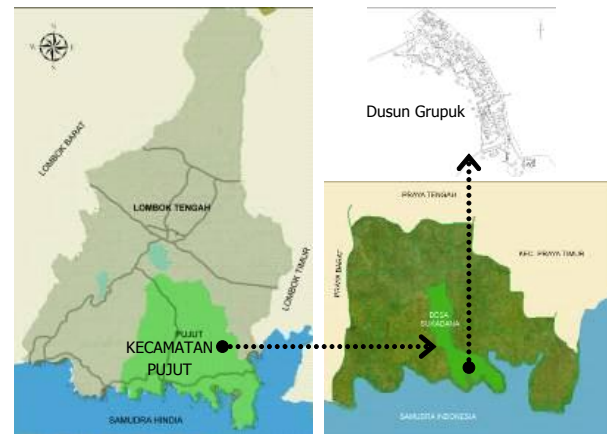 N
W
E
S
LOMBOK BARAT
LOMBOK TENGAH
LOMBOK TIMUR
PUJUT
KECAMATAN
PUJUT
SAMUDRA HINDIA
Dusun Grupuk
PRAYA TENGAH
PRAYA BARAT
KEC. PRAYA TIMUR
DESA
SUKADANA
SAMUDRA INDONESIA